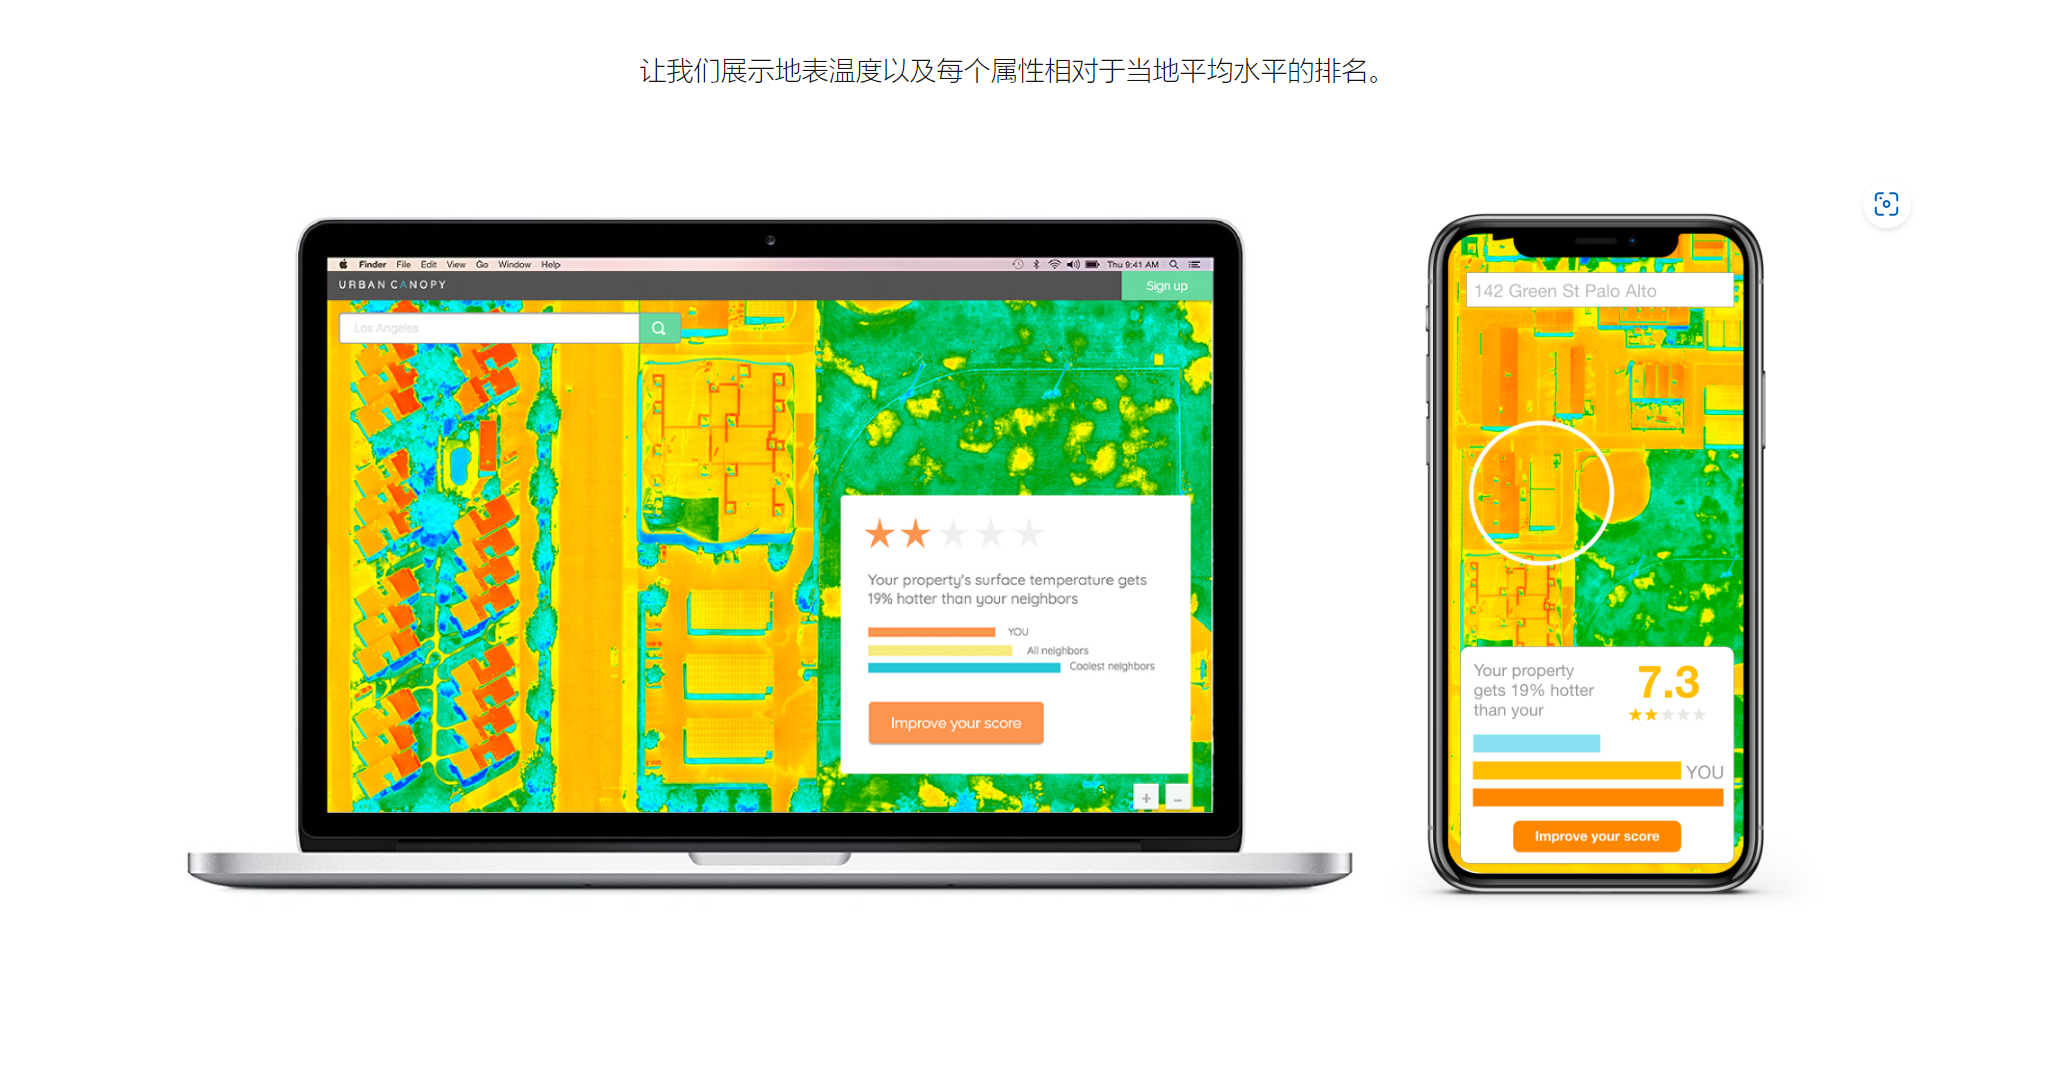 让我们展示地表温度以及每个属性相对于当地平均水平的排名。
Finder File Edit View Go Window Help
Thu 9:41 AM
URBAN CANOPY
Sign up
Los Angeles
Your property's surface temperature gets
19% hotter than your neighbors
YOU
All neighbors
Coolest neighbors
Improve your score
+ -
142 Green St Palo Alto
Your property
gets 19% hotter
than your
7.3
YOU
Improve your score